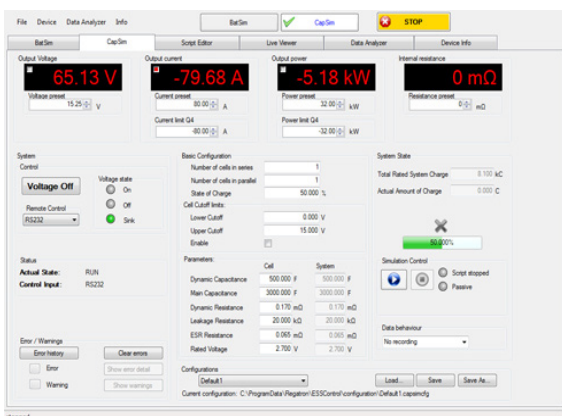 File Device Data Analyzer Info BatSim CapSim STOP
BatSim CapSim Script Editor Live Viewer Data Analyzer Device Info
Output Voltage Output current Output power Internal resistance
65.13 V -79.68 A -5.18 kW 0 mΩ
Voltage preset Current preset Power preset Resistance preset
15.25 V 80.00 A 32.00 kW 0 mΩ
Current limit Q4 Power limit Q4
-80.00 A -32.00 kW
System Basic Configuration System State
Control Number of cells in series 1
Total Rated System Charge 8.100 kC
Voltage Off Voltage state Number of cells in parallel 1
On State of Charge 50.000 % Actual Amount of Charge 0.000 C
Remote Control Off Cell Cutoff limits:
RS232 Sink Lower Cutoff 0.000 V
Upper Cutoff 15.000 V
Enable 50.000%
Status Parameters: Simulation Control
Cell System
Actual State: RUN Dynamic Capacitance 500.000 F 500.000 F Script stopped
Control Input: RS232 Main Capacitance 3000.000 F 3000.000 F Passive
Dynamic Resistance 0.170 mΩ 0.170 mΩ
Leakage Resistance 20.000 kΩ 20.000 kΩ
Data behaviour
ESR Resistance 0.065 mΩ 0.065 mΩ
Error / Warnings Rated Voltage 2.700 V 2.700 V No recording
Error history Clear errors
Error Show error detail Configurations
Warning Show warnings Default1 Load... Save Save As...
Current configuration: C:\ProgramData\Regatron\ESSControl\configuration\Default1.capsimcfg